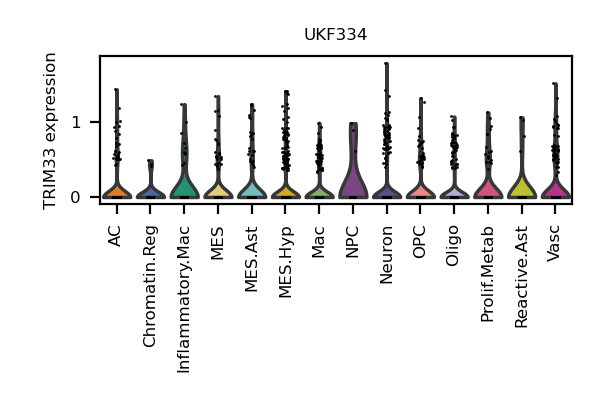 UKF334
TRIM33 expression
1
0
AC
Chromatin.Reg
Inflammatory.Mac
MES
MES.Ast
MES.Hyp
Mac
NPC
Neuron
OPC
Oligo
Prolif.Metab
Reactive.Ast
Vasc